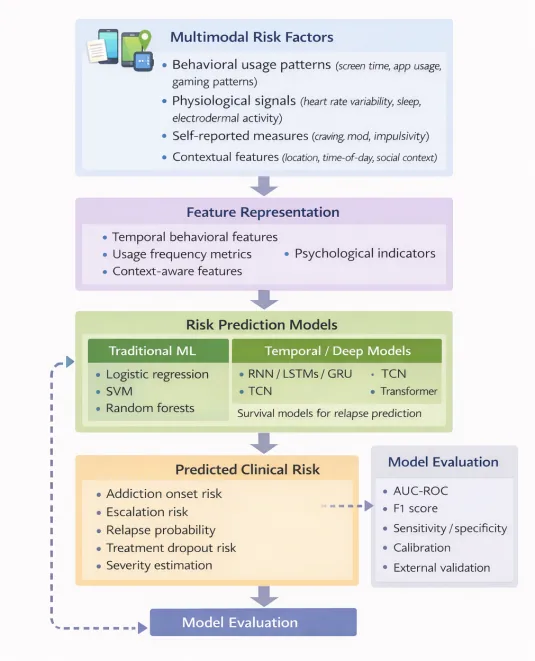 Multimodal Risk Factors
• Behavioral usage patterns (screen time, app usage,
gaming patterns)
• Physiological signals (heart rate variability, sleep,
electrodermal activity)
• Self-reported measures (craving, mod, impulsivity)
• Contextual features (location, time-of-day, social context)
Feature Representation
• Temporal behavioral features
• Usage frequency metrics
• Context-aware features
• Psychological indicators
Risk Prediction Models
Traditional ML
• Logistic regression
• SVM
• Random forests
Temporal / Deep Models
• RNN / LSTMs / GRU
• TCN
• TCN
• Transformer
Survival models for relapse prediction
Predicted Clinical Risk
• Addiction onset risk
• Escalation risk
• Relapse probability
• Treatment dropout risk
• Severity estimation
Model Evaluation
• AUC-ROC
• F1 score
• Sensitivity / specificity
• Calibration
• External validation
Model Evaluation